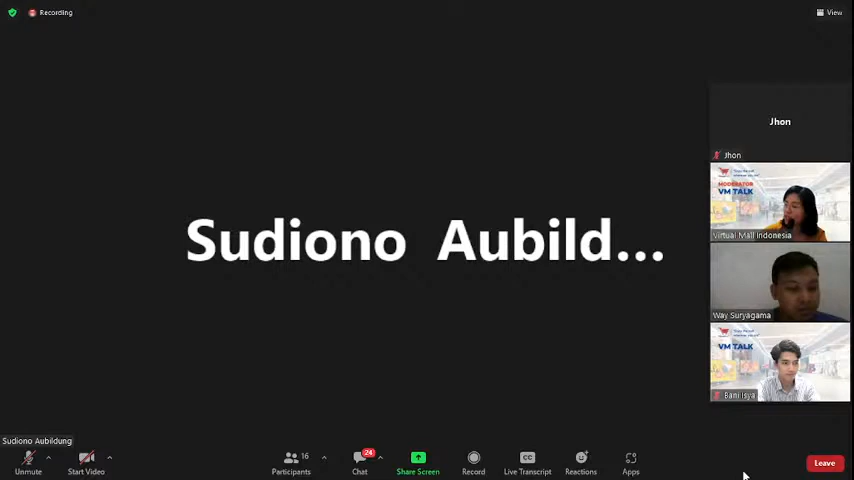 Recording
View
Sudiono Aubild...
Jhon
Jhon
MODERATOR
VM TALK
Virtual Mall Indonesia
Way Suryagama
VM TALK
Bani Isya
Sudiono Aubildung
Unmute
Start Video
16
Participants
24
Chat
Share Screen
Record
CC
Live Transcript
Reactions
Apps
Leave